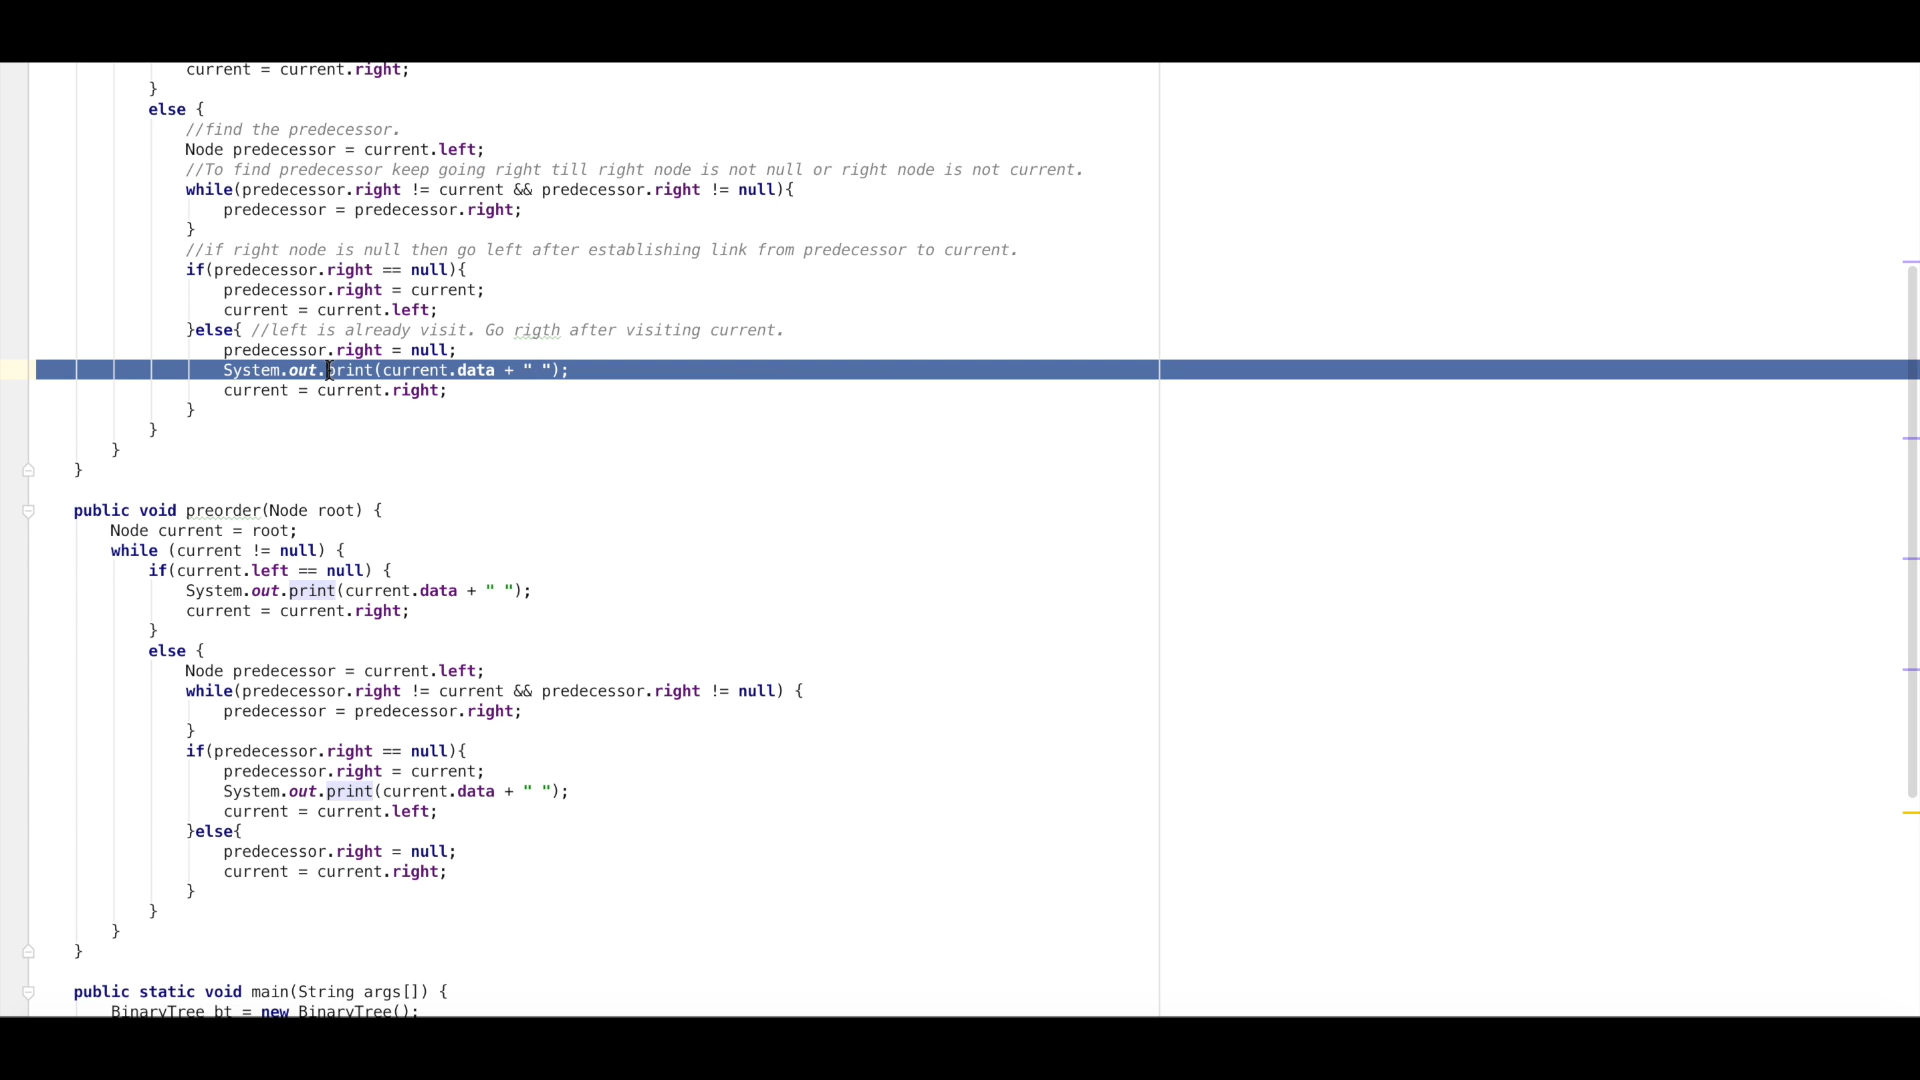 current = current.right;
}
else {
//find the predecessor.
Node predecessor = current.left;
//To find predecessor keep going right till right node is not null or right node is not current.
while(predecessor.right != current && predecessor.right != null){
predecessor = predecessor.right;
}
//if right node is null then go left after establishing link from predecessor to current.
if(predecessor.right == null){
predecessor.right = current;
current = current.left;
}else{ //left is already visit. Go rigth after visiting current.
predecessor.right = null;
System.out.print(current.data + " ");
current = current.right;
}
}
}
}
public void preorder(Node root) {
Node current = root;
while (current != null) {
if(current.left == null) {
System.out.print(current.data + " ");
current = current.right;
}
else {
Node predecessor = current.left;
while(predecessor.right != current && predecessor.right != null) {
predecessor = predecessor.right;
}
if(predecessor.right == null){
predecessor.right = current;
System.out.print(current.data + " ");
current = current.left;
}else{
predecessor.right = null;
current = current.right;
}
}
}
}
public static void main(String args[]) {
BinaryTree bt = new BinaryTree();